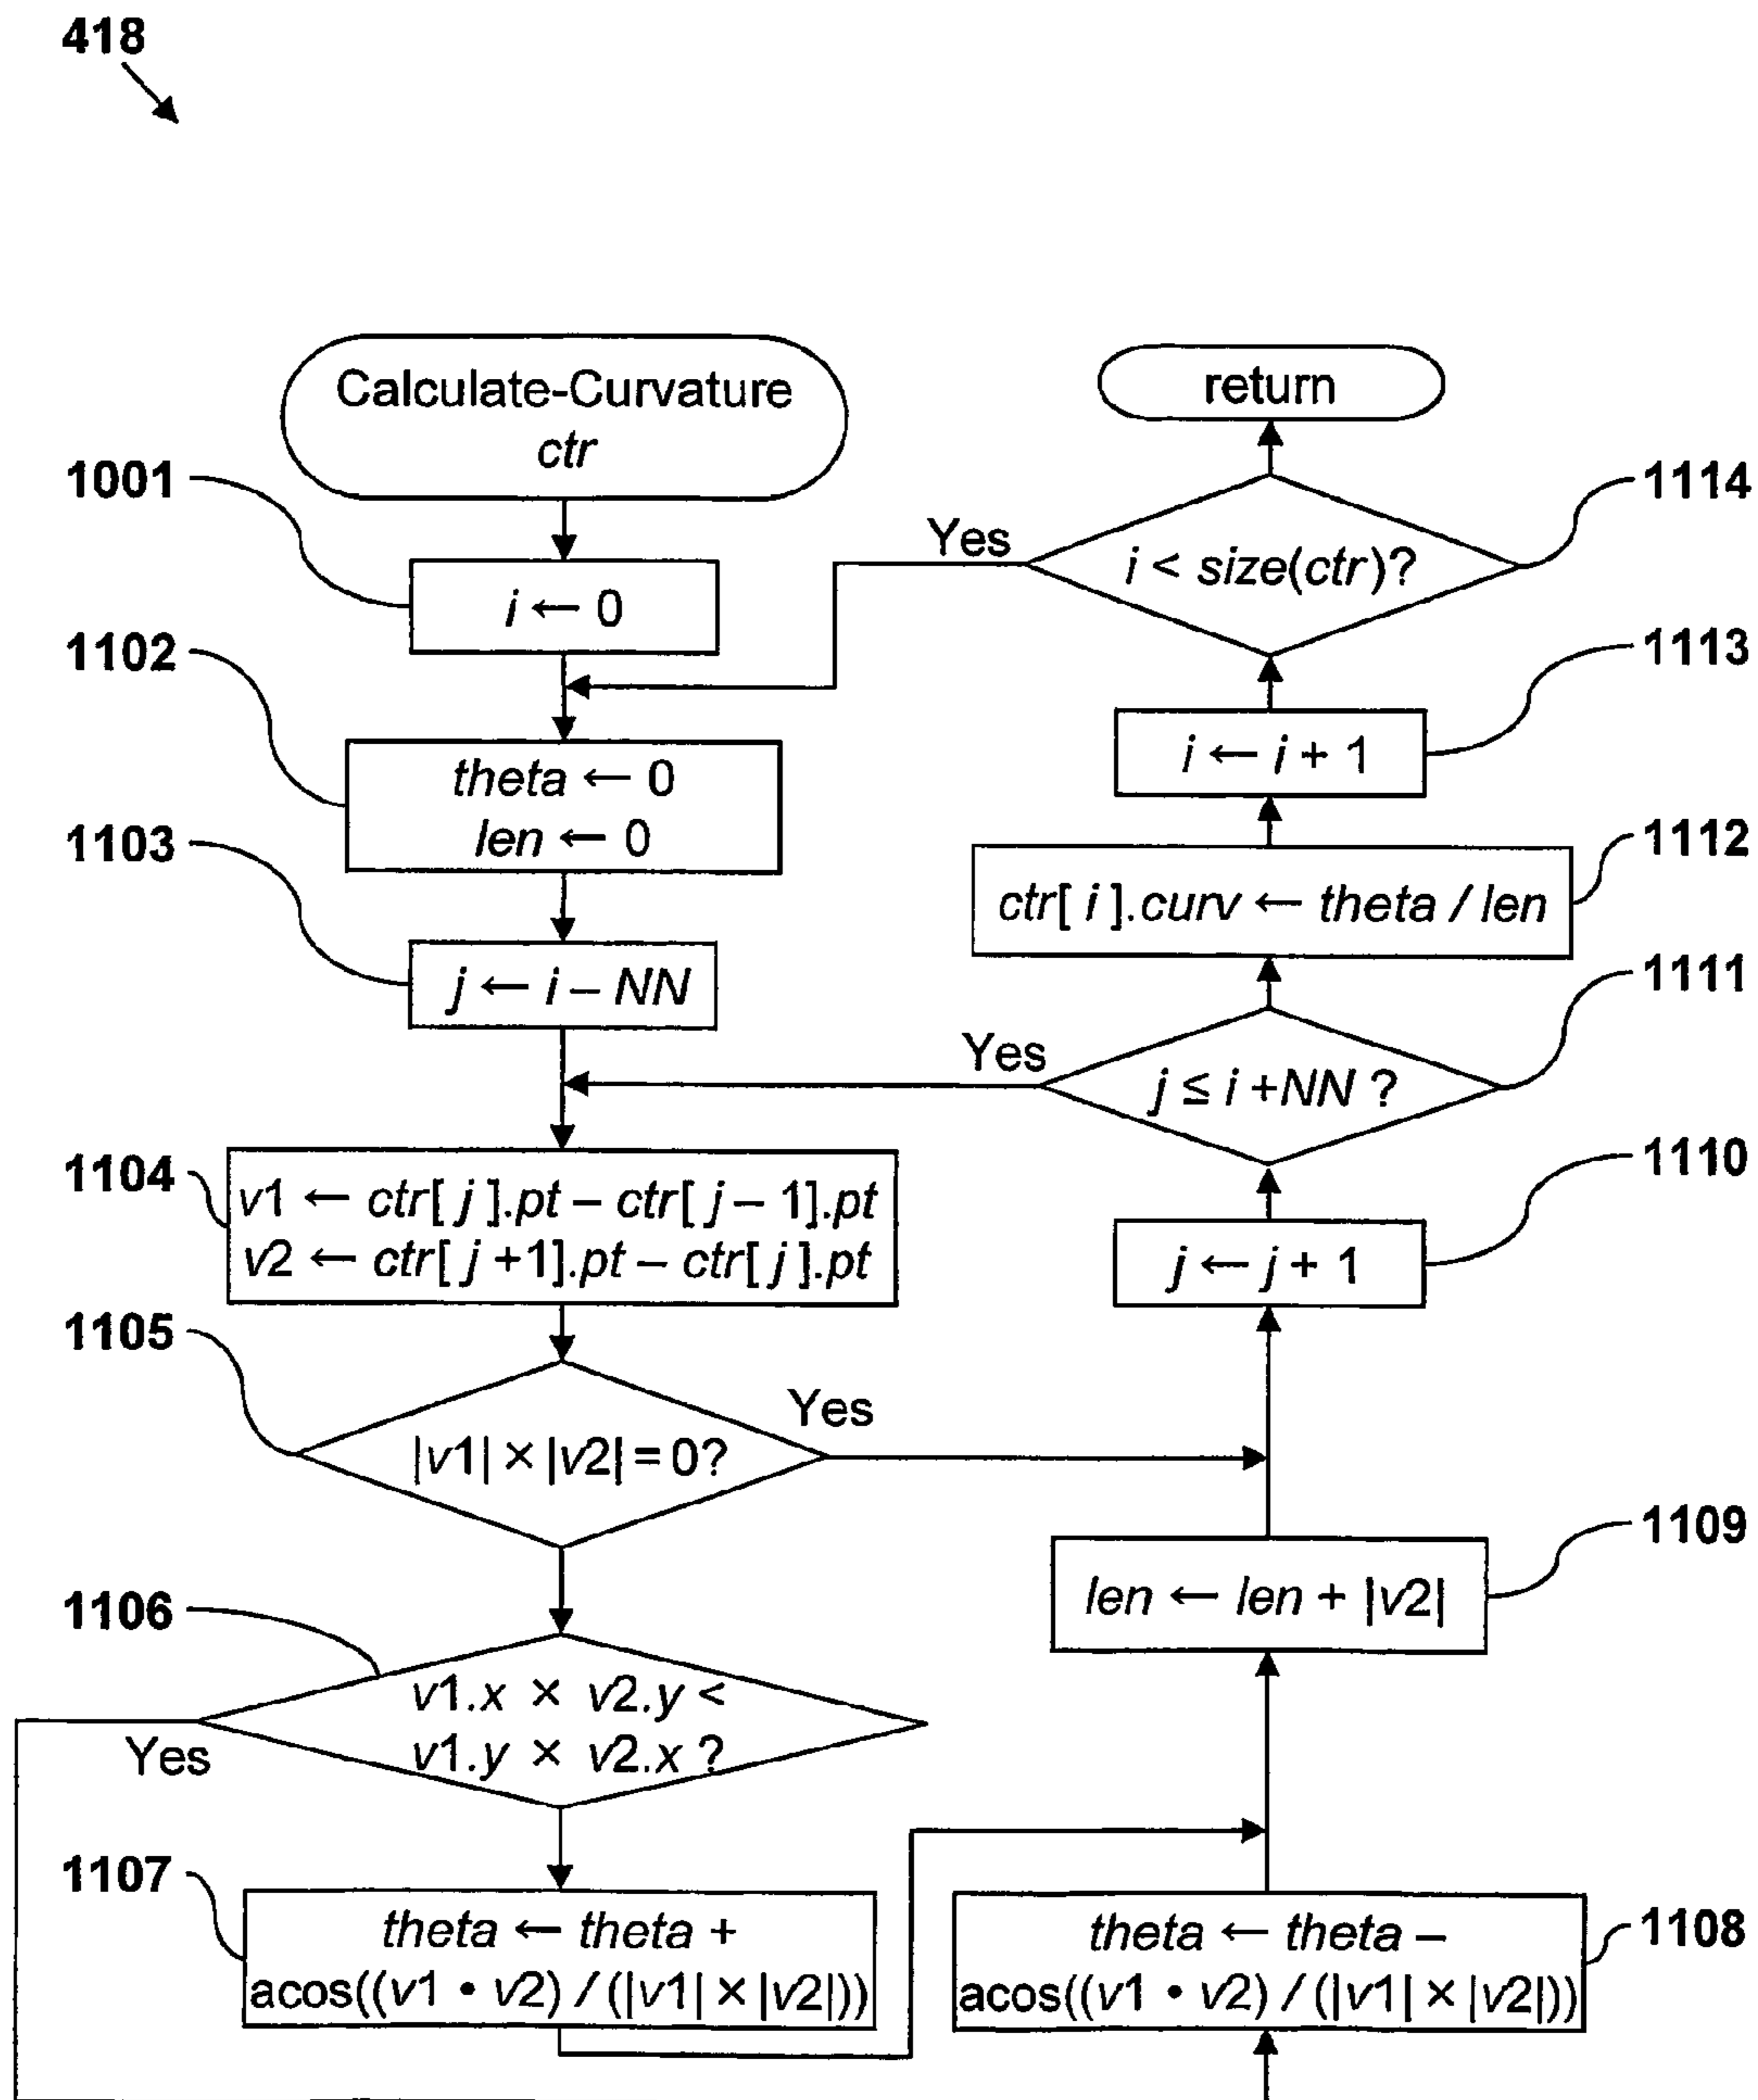 418
Calculate-Curvature
ctr
1001
i ← 0
1102
theta ← 0
len ← 0
1103
j ← i – NN
1104
v1 ← ctr[ j ].pt – ctr[ j – 1].pt
v2 ← ctr[ j +1].pt – ctr[ j ].pt
1105
|v1| × |v2| = 0?
Yes
1106
v1.x × v2.y <
v1.y × v2.x ?
Yes
1107
theta ← theta +
acos((v1 • v2) / (|v1| × |v2|))
theta ← theta –
acos((v1 • v2) / (|v1| × |v2|))
1108
len ← len + |v2|
1109
j ← j + 1
1110
j ≤ i +NN ?
Yes
1111
ctr[ i ].curv ← theta / len
1112
i ← i + 1
1113
i < size(ctr)?
Yes
1114
return